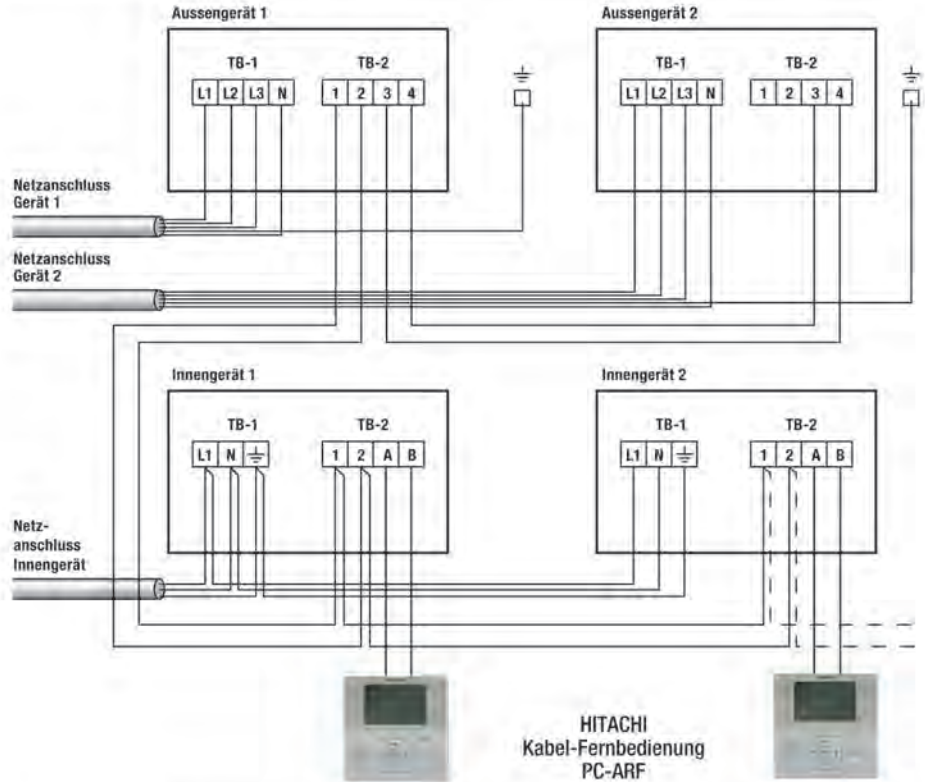 Aussengerät 1
Aussengerät 2
TB-1 TB-2
TB-1 TB-2
L1 L2 L3 N 1 2 3 4
L1 L2 L3 N 1 2 3 4
Netzanschluss
Gerät 1
Netzanschluss
Gerät 2
Innengerät 1
Innengerät 2
TB-1 TB-2
TB-1 TB-2
L1 N 1 2 A B
L1 N 1 2 A B
Netz-
anschluss
Innengerät
HITACHI
Kabel-Fernbedienung
PC-ARF